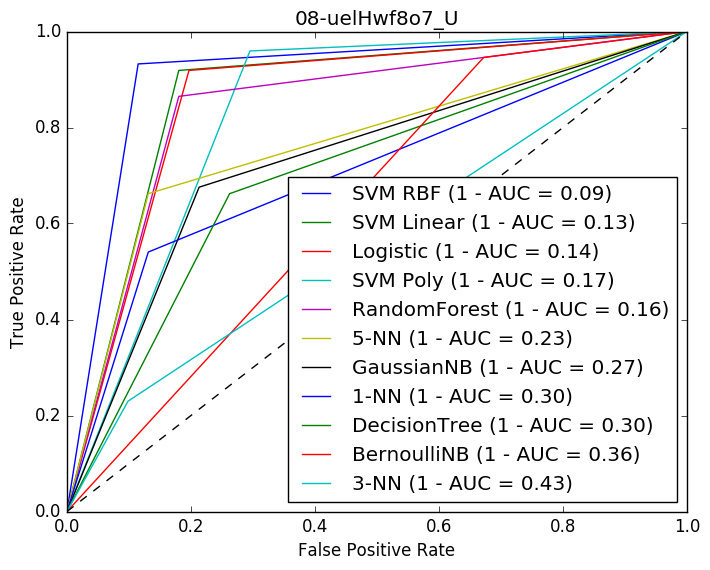 08-uelHwf8o7_U
1.0
0.8
0.6
0.4
0.2
0.0
True Positive Rate
SVM RBF (1 - AUC = 0.09)
SVM Linear (1 - AUC = 0.13)
Logistic (1 - AUC = 0.14)
SVM Poly (1 - AUC = 0.17)
RandomForest (1 - AUC = 0.16)
5-NN (1 - AUC = 0.23)
GaussianNB (1 - AUC = 0.27)
1-NN (1 - AUC = 0.30)
DecisionTree (1 - AUC = 0.30)
BernoulliNB (1 - AUC = 0.36)
3-NN (1 - AUC = 0.43)
0.0 0.2 0.4 0.6 0.8 1.0
False Positive Rate